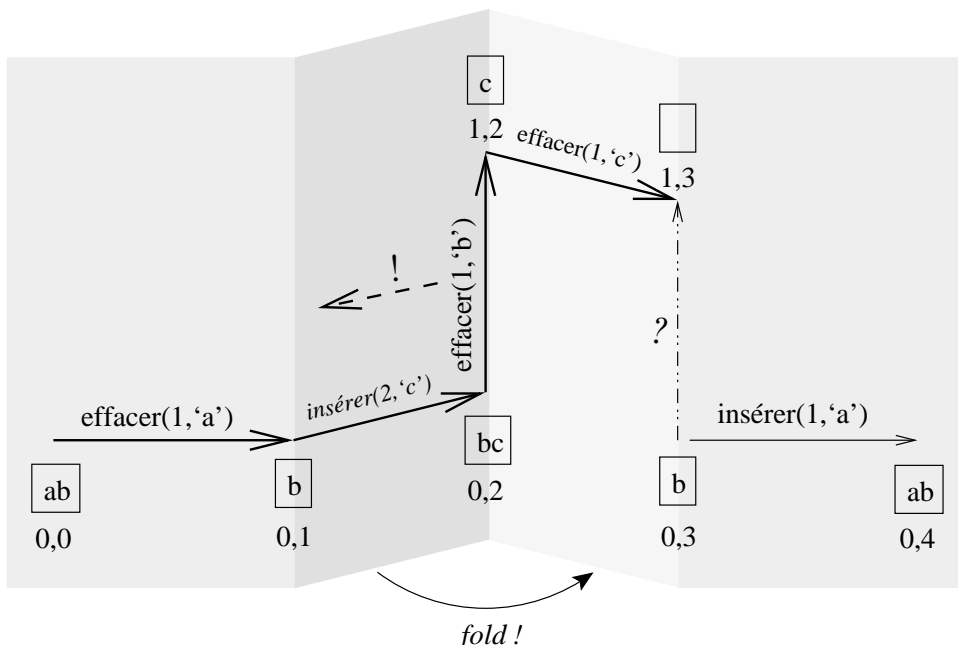 c
1,2
effacer(1,‘c’)
1,3
!
effacer(1,‘b’)
?
effacer(1,‘a’)
insérer(2,‘c’)
insérer(1,‘a’)
ab
b
bc
b
ab
0,0
0,1
0,2
0,3
0,4
fold !